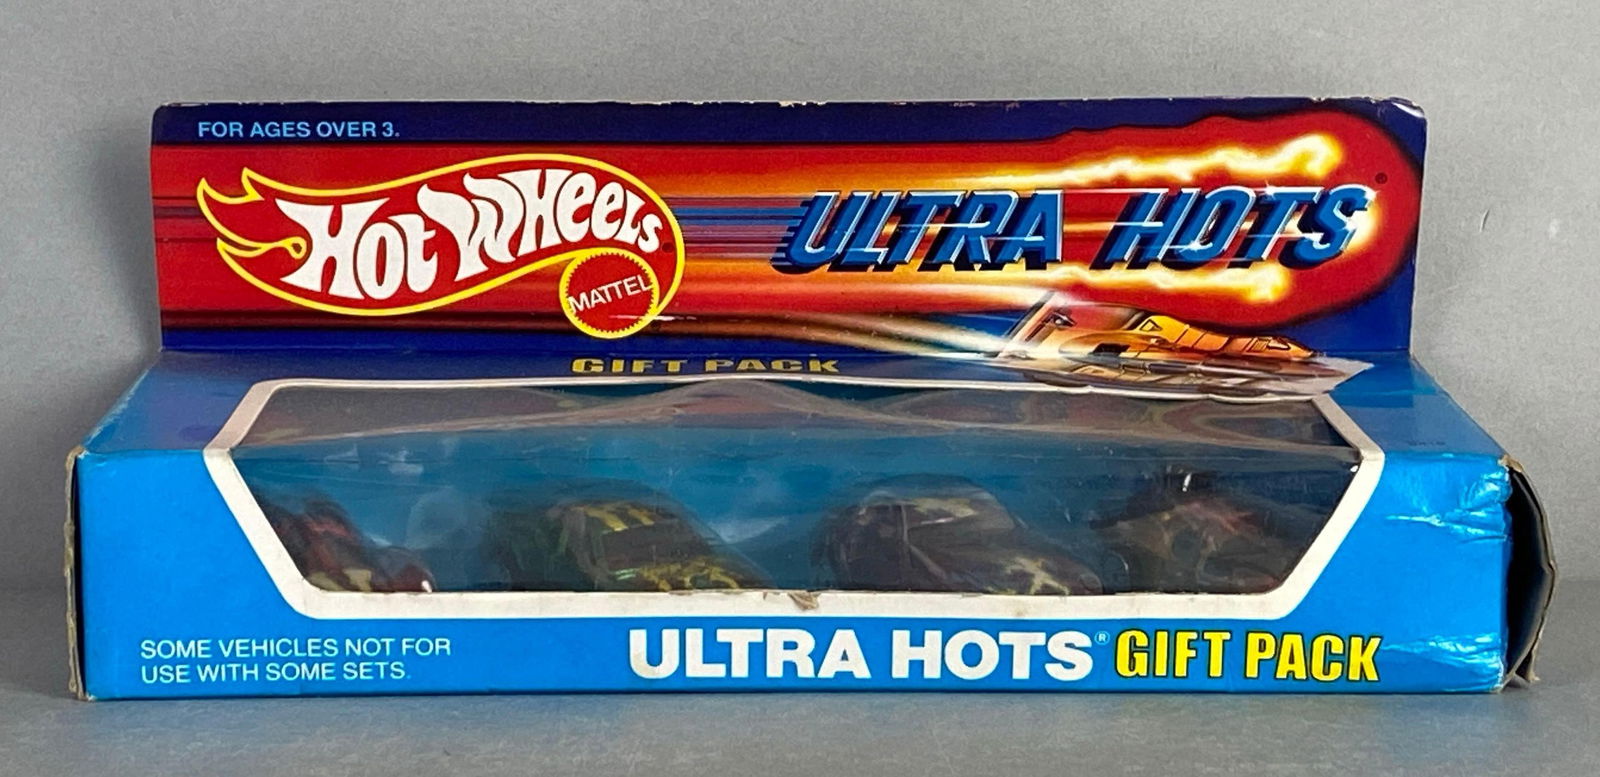 FOR AGES OVER 3.
HOT WHEELS
MATTEL
ULTRA HOTS®
GIFT PACK
SOME VEHICLES NOT FOR
USE WITH SOME SETS.
ULTRA HOTS® GIFT PACK